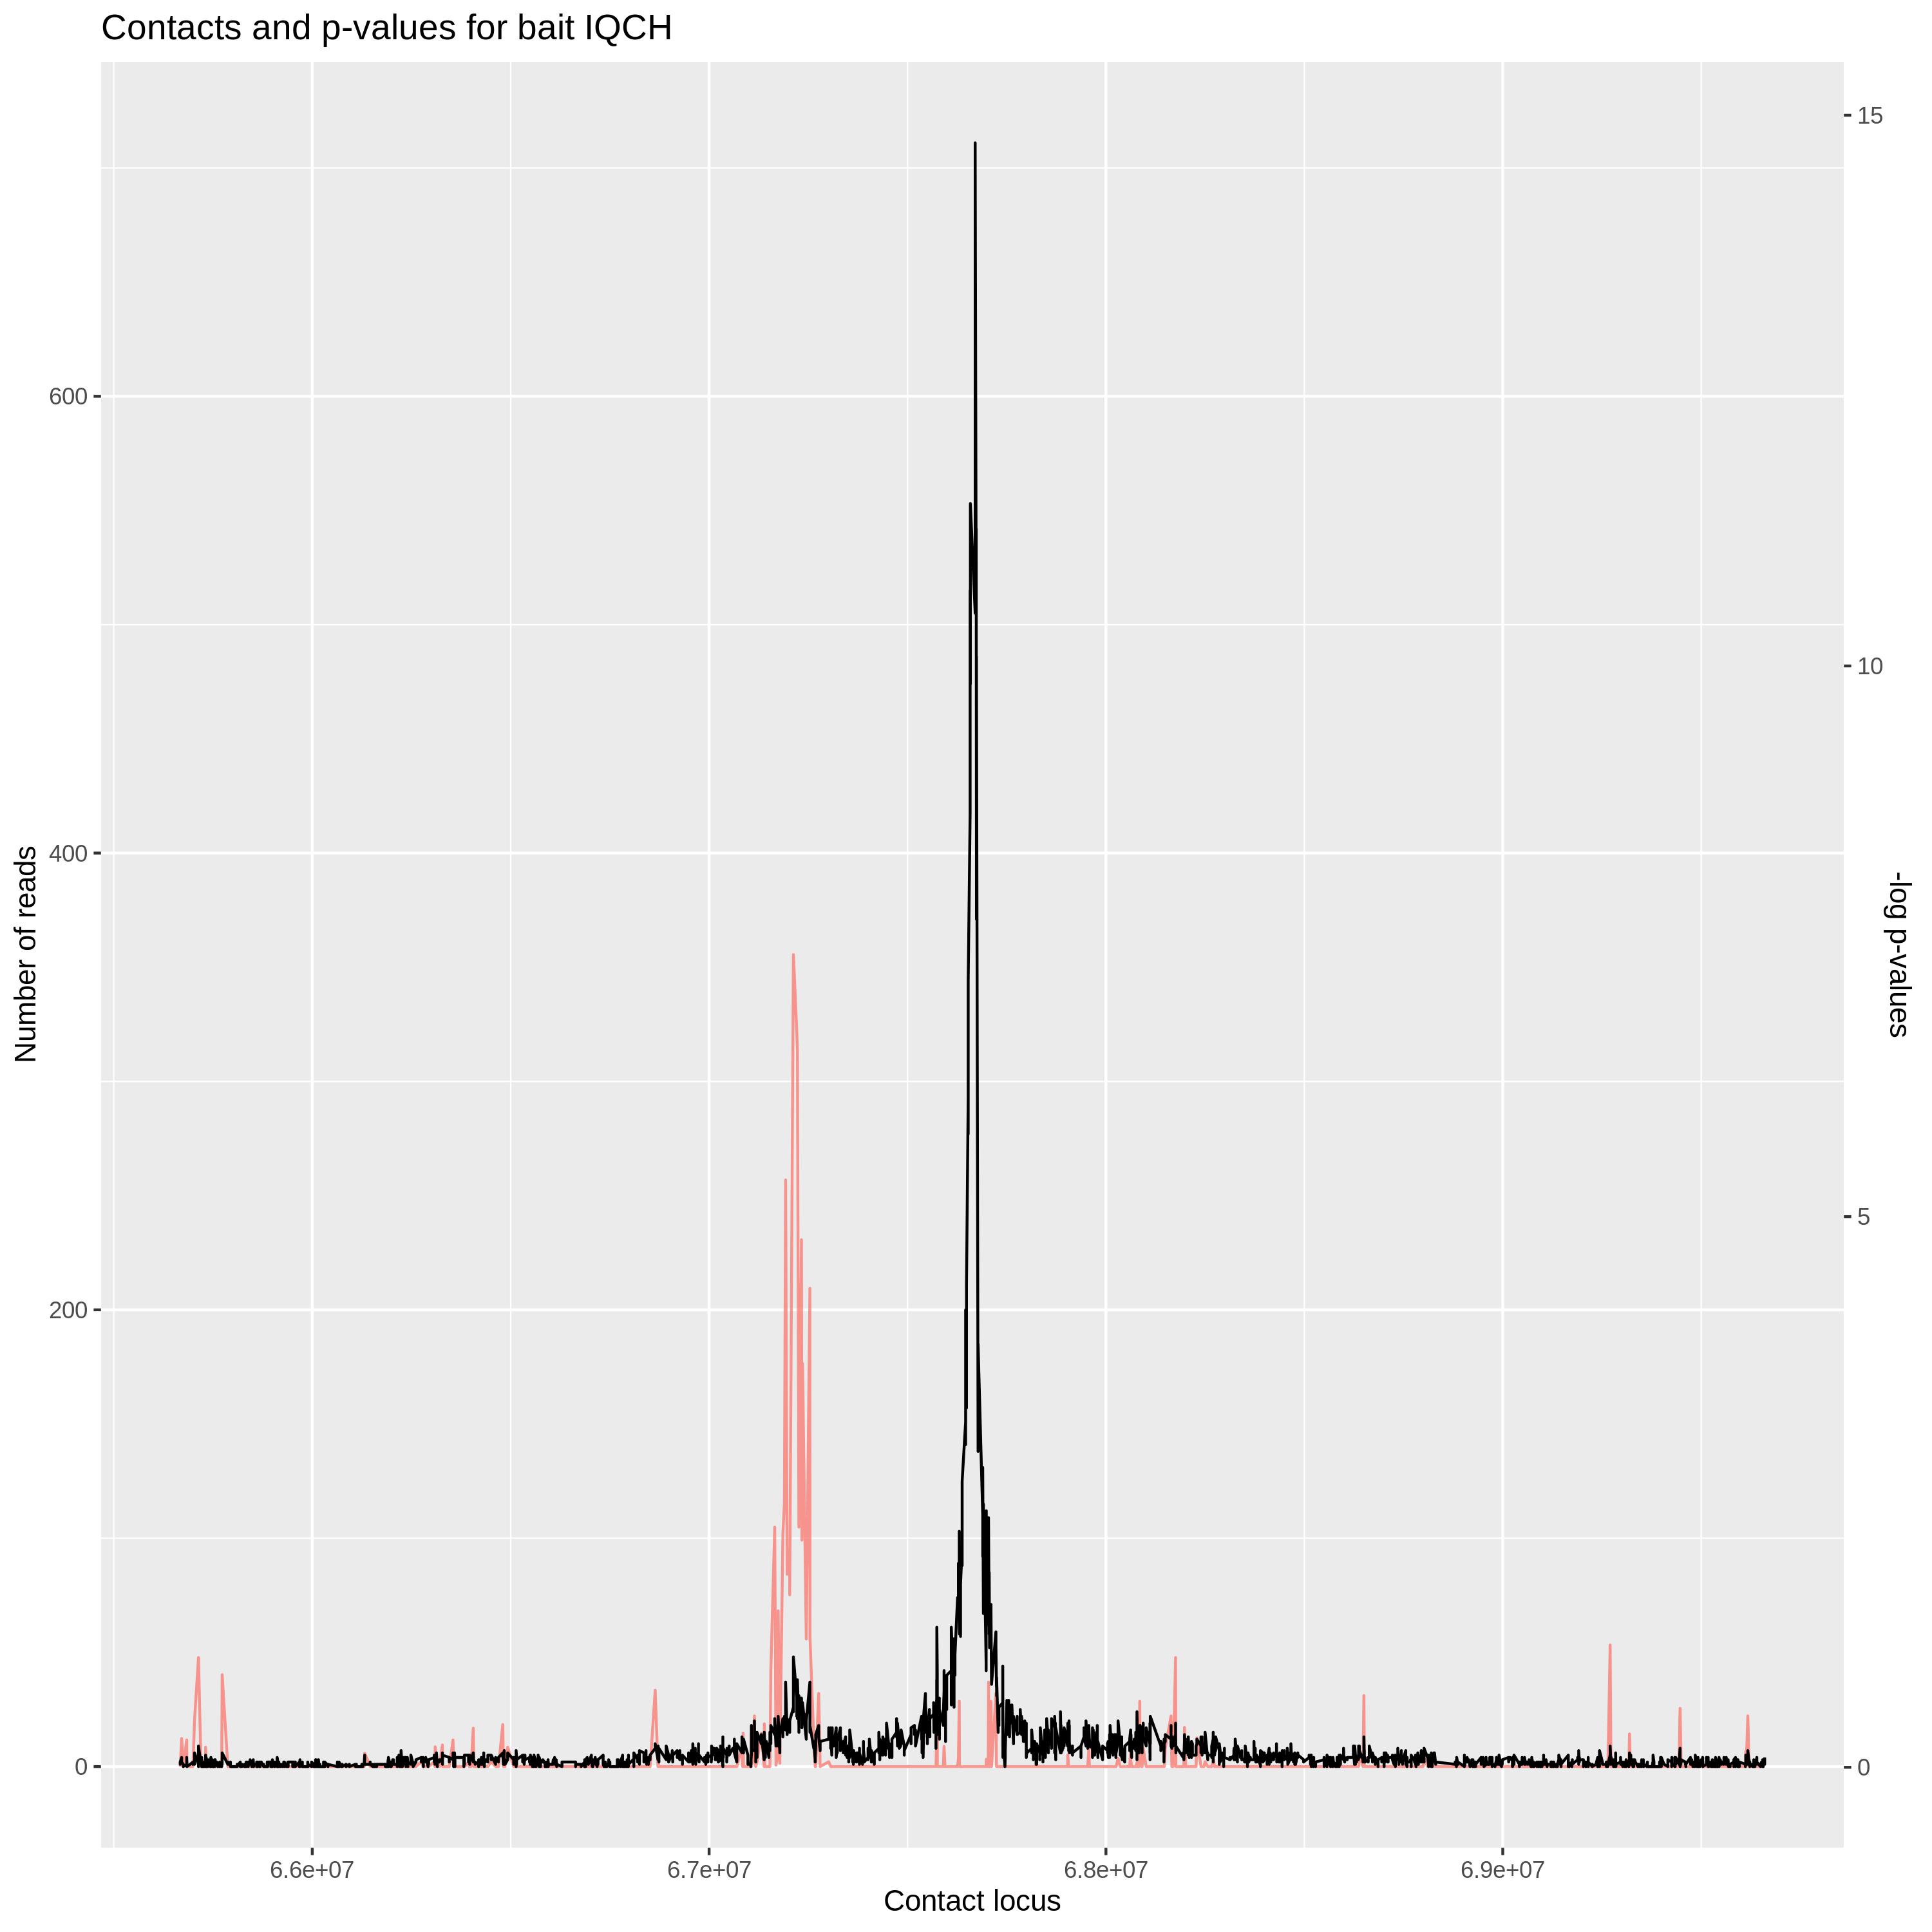 Contacts and p-values for bait IQCH
15
600
10
400
Number of reads
-log p-values
5
200
0
0
6.6e+07
6.7e+07
6.8e+07
6.9e+07
Contact locus